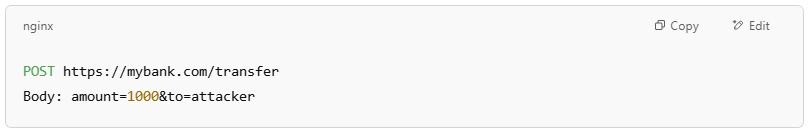 nginx Copy Edit
POST https://mybank.com/transfer
Body: amount=1000&to=attacker